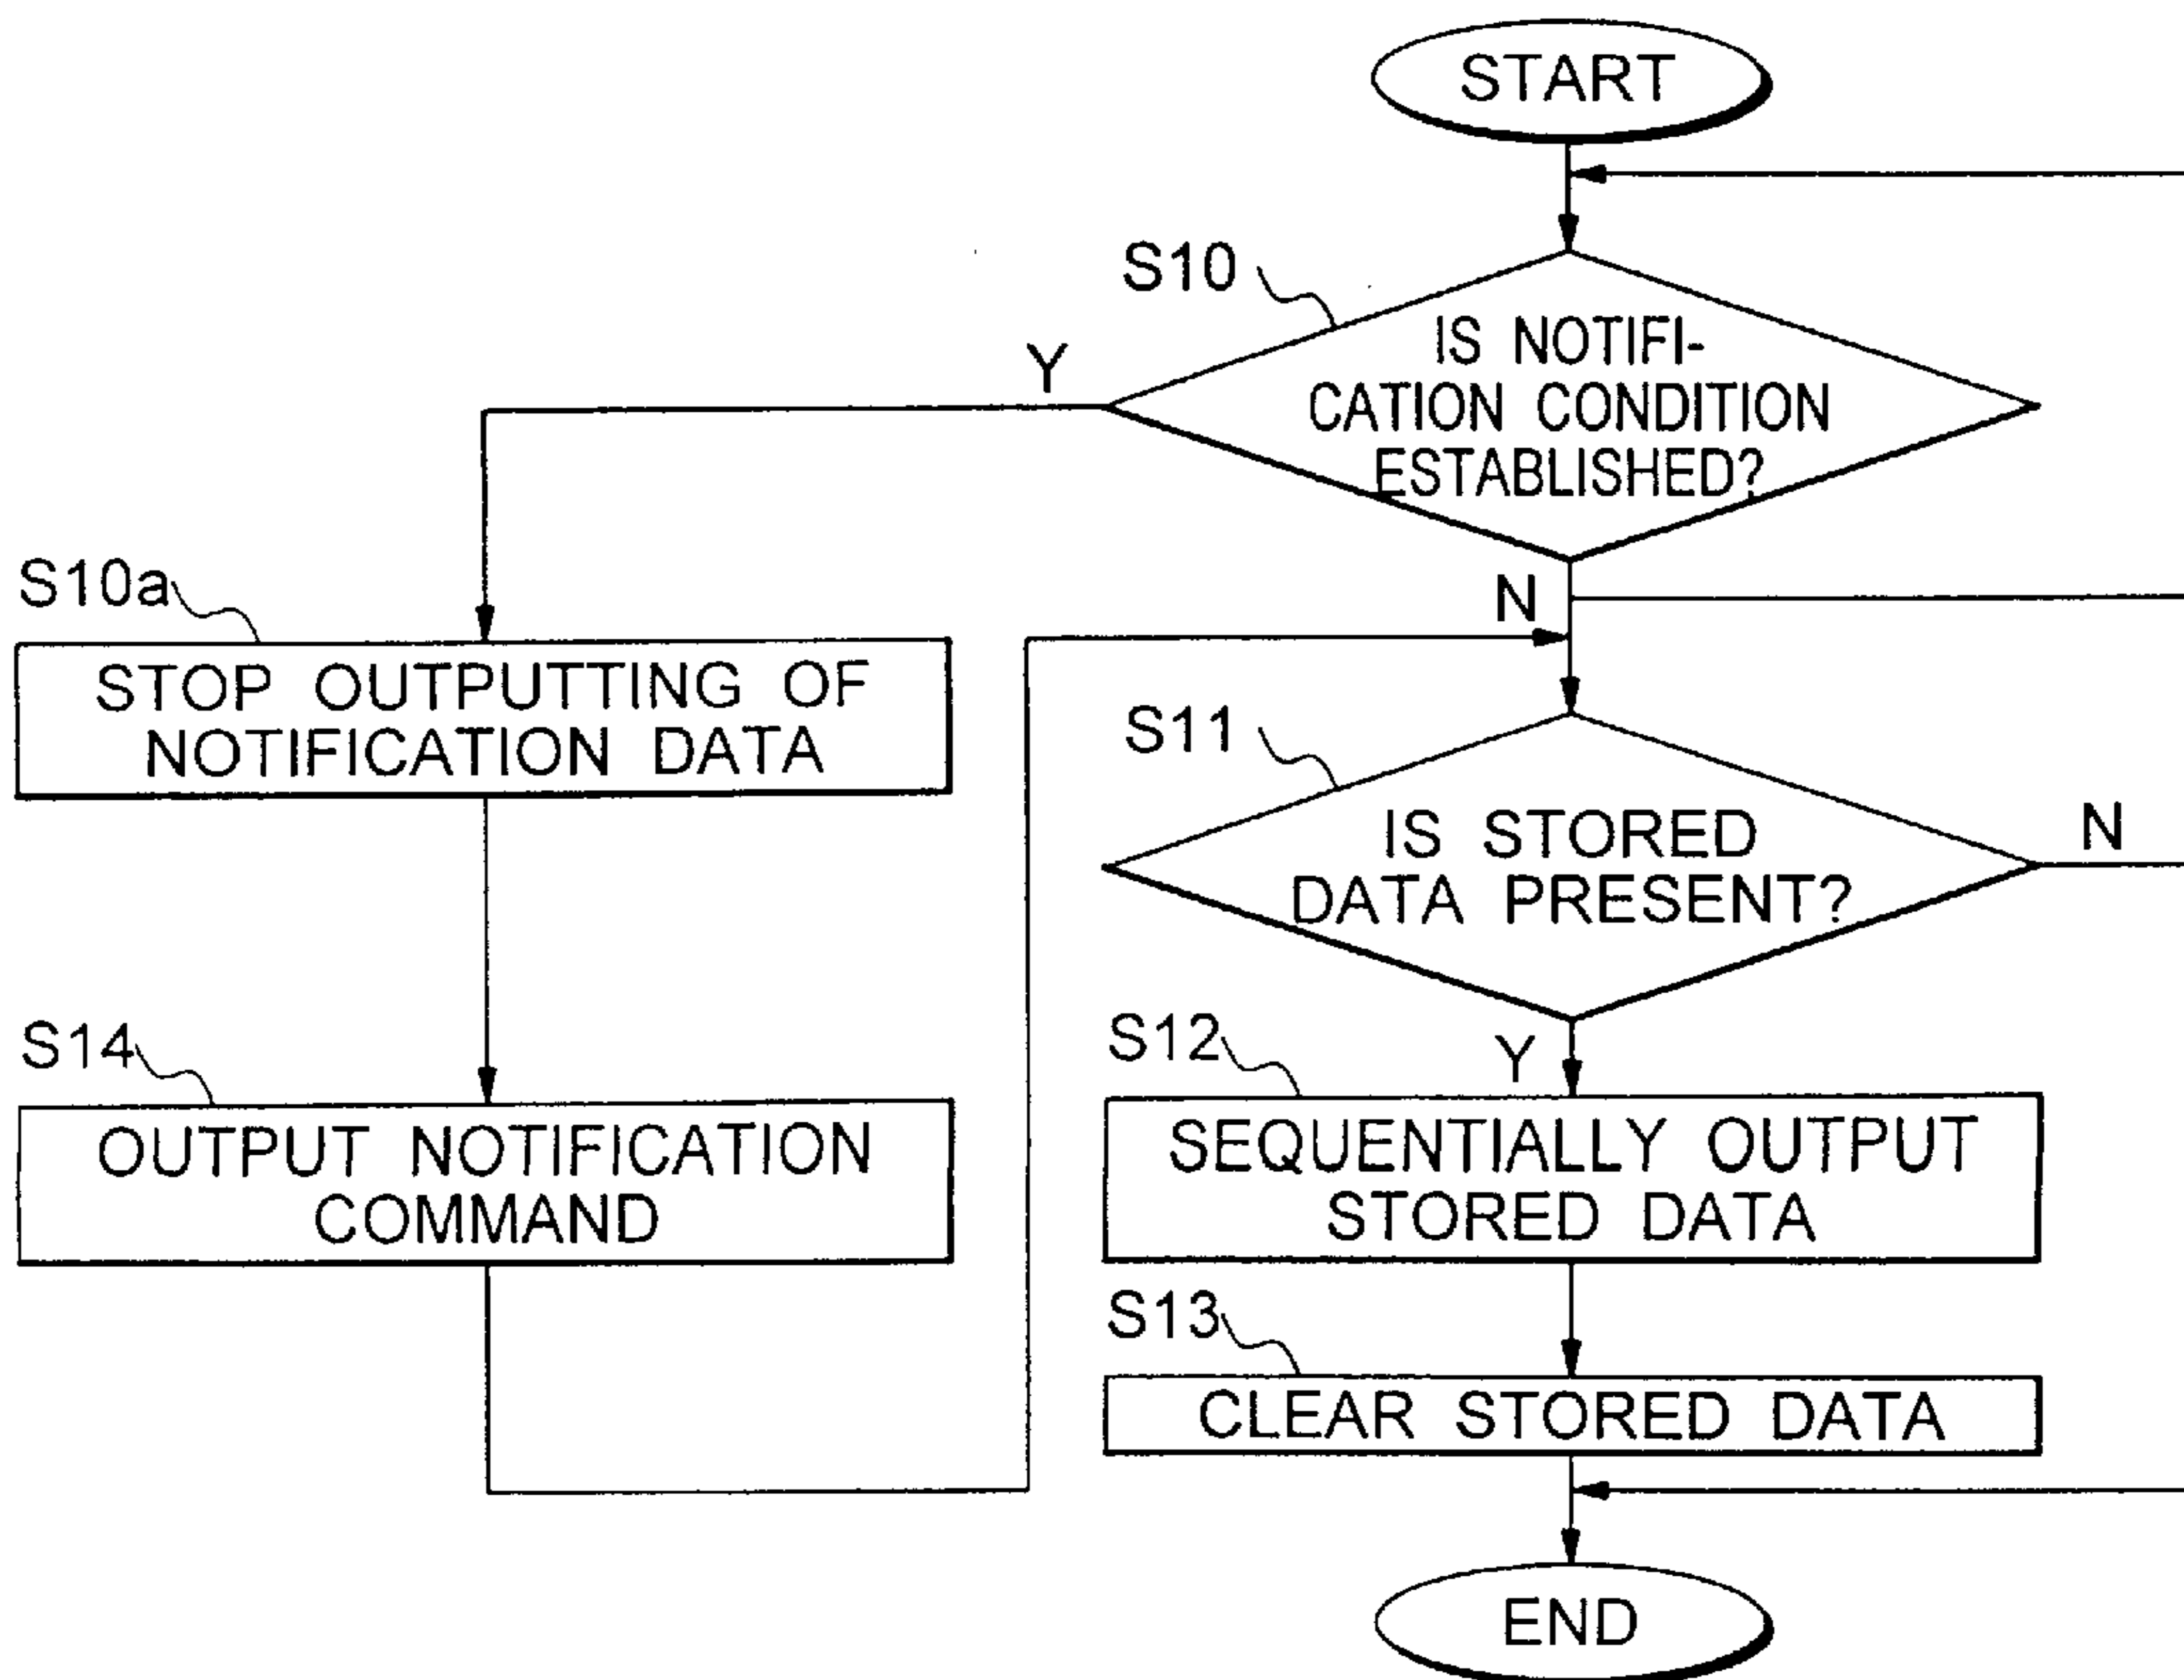 START
S10
IS NOTIFI-
CATION CONDITION
ESTABLISHED?
Y
N
S10a
STOP OUTPUTTING OF
NOTIFICATION DATA
S11
IS STORED
DATA PRESENT?
N
Y
S14
OUTPUT NOTIFICATION
COMMAND
S12
SEQUENTIALLY OUTPUT
STORED DATA
S13
CLEAR STORED DATA
END